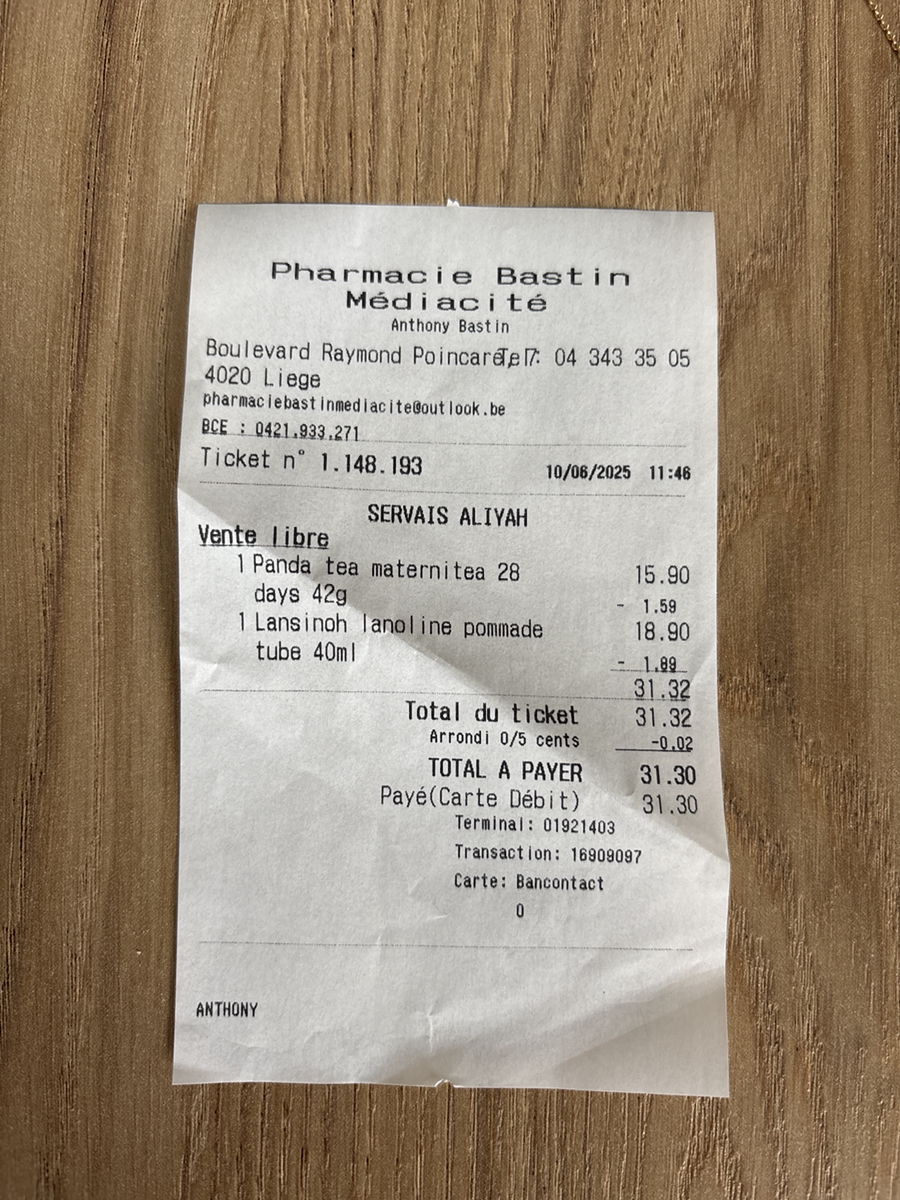 Pharmacie Bastin
Médiacité
Anthony Bastin
Boulevard Raymond Poincaré, 7 Tel : 04 343 35 05
4020 Liege
pharmaciebastinmediacite@outlook.be
BCE : 0421.933.271
Ticket n° 1.148.193 10/06/2025 11:46
SERVAIS ALIYAH
Vente libre
1 Panda tea maternitea 28 15.90
days 42g - 1.59
1 Lansinoh lanoline pommade 18.90
tube 40ml - 1.89
31.32
Total du ticket 31.32
Arrondi 0/5 cents -0.02
TOTAL A PAYER 31.30
Payé(Carte Débit) 31.30
Terminal: 01921403
Transaction: 16909097
Carte: Bancontact
0
ANTHONY